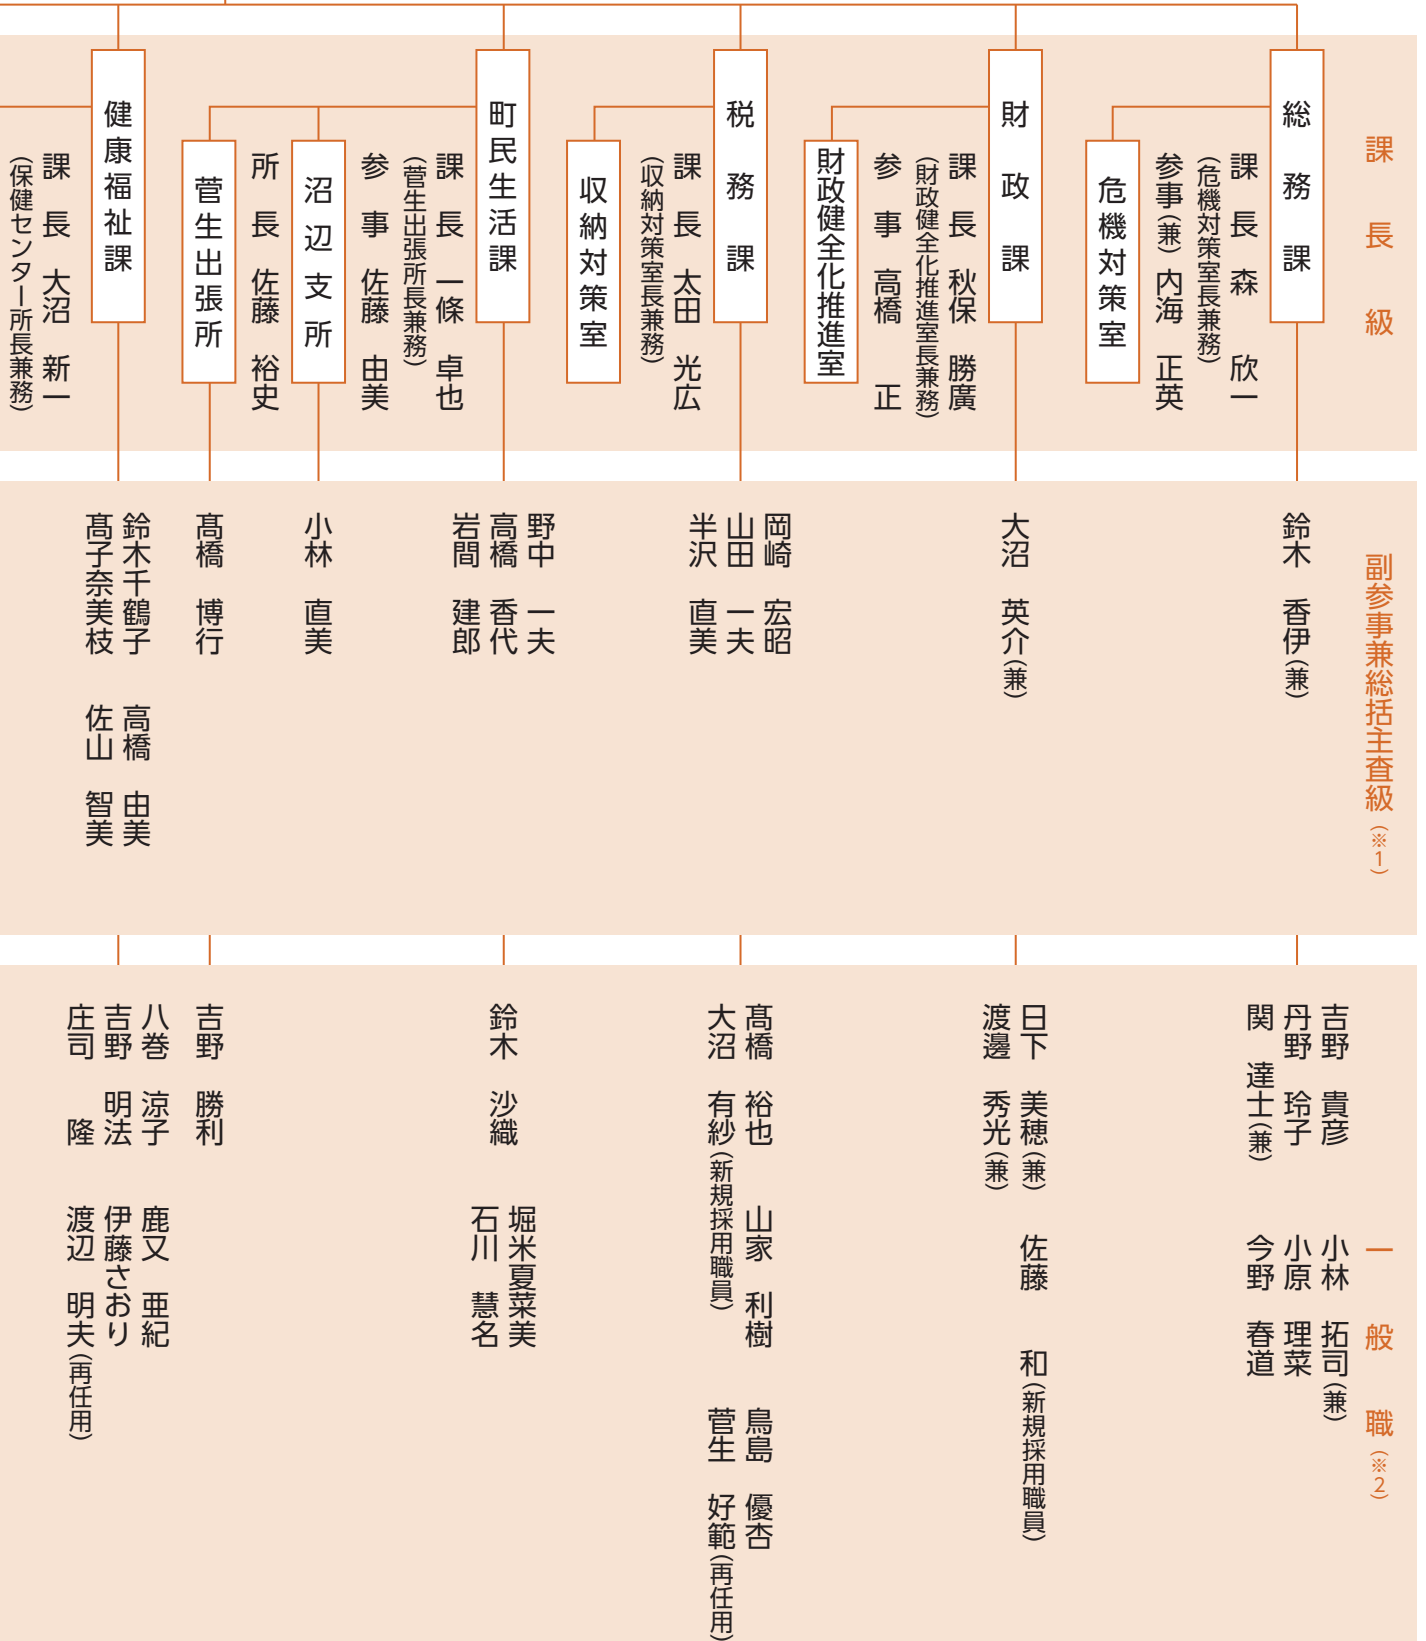 課長級
総務課
課長 森 欣一
(危機対策室長兼務)
参事(兼) 内海 正英
危機対策室
財政課
課長 秋保 勝廣
(財政健全化推進室長兼務)
参事 高橋 正
財政健全化推進室
税務課
課長 太田 光広
(収納対策室長兼務)
収納対策室
町民生活課
課長 一條 卓也
(菅生出張所長兼務)
参事 佐藤 由美
沼辺支所
所長 佐藤 裕史
菅生出張所
健康福祉課
課長 大沼 新一
(保健センター所長兼務)
副参事兼総括主査級(※1)
鈴木 香伊(兼)
大沼 英介(兼)
岡崎 宏昭
山田 一夫
半沢 直美
野中 一夫
高橋 香代
岩間 建郎
小林 直美
髙橋 博行
鈴木千鶴子 高橋 由美
髙子奈美枝 佐山 智美
一般職(※2)
吉野 貴彦 小林 拓司(兼)
丹野 玲子 小原 理菜
関 達士(兼) 今野 春道
日下 美穂(兼) 佐藤 和(新規採用職員)
渡邊 秀光(兼)
髙橋 裕也 山家 利樹 鳥島 優杏
大沼 有紗(新規採用職員) 菅生 好範(再任用)
鈴木 沙織
堀米夏菜美
石川 慧名
吉野 勝利
八巻 涼子 鹿又 亜紀
吉野 明法 伊藤さおり
庄司 隆 渡辺 明夫(再任用)